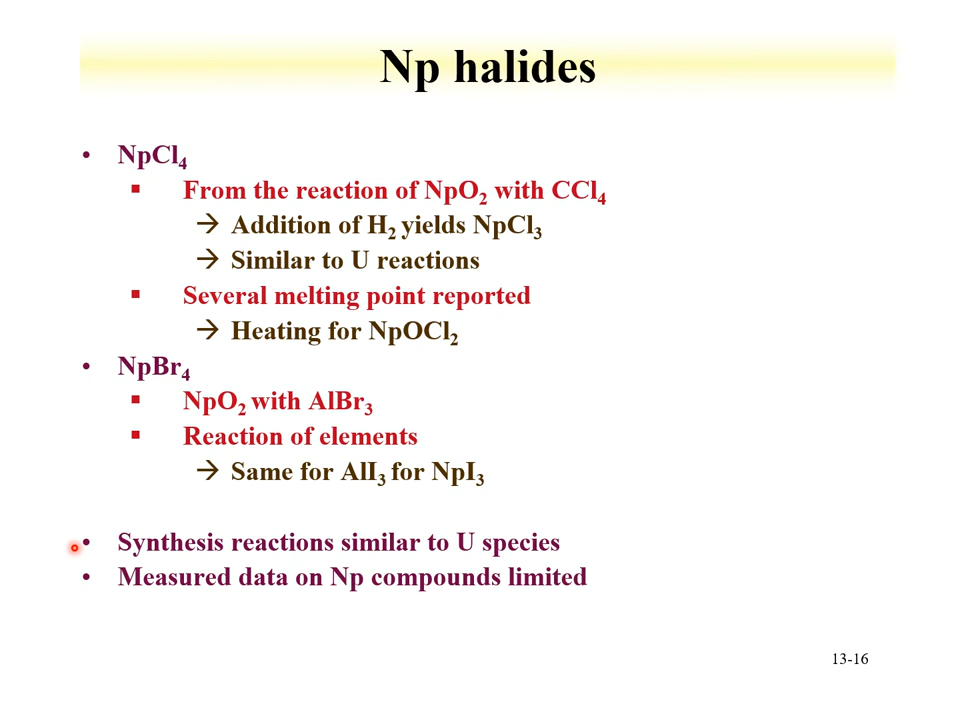 Np halides
• NpCl₄
▪ From the reaction of NpO₂ with CCl₄
→ Addition of H₂ yields NpCl₃
→ Similar to U reactions
▪ Several melting point reported
→ Heating for NpOCl₂
• NpBr₄
▪ NpO₂ with AlBr₃
▪ Reaction of elements
→ Same for AlI₃ for NpI₃
• Synthesis reactions similar to U species
• Measured data on Np compounds limited
13-16